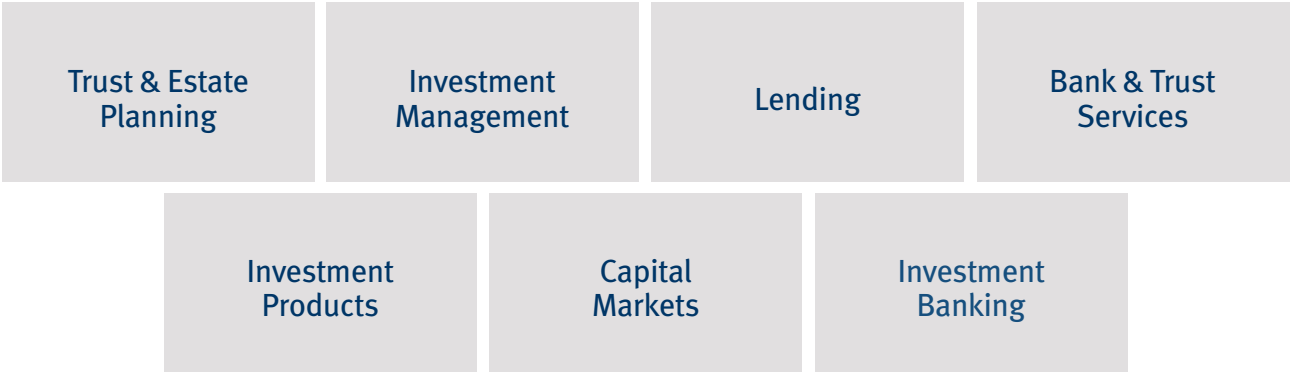 Trust & Estate
Planning
Investment
Management
Lending
Bank & Trust
Services
Investment
Products
Capital
Markets
Investment
Banking